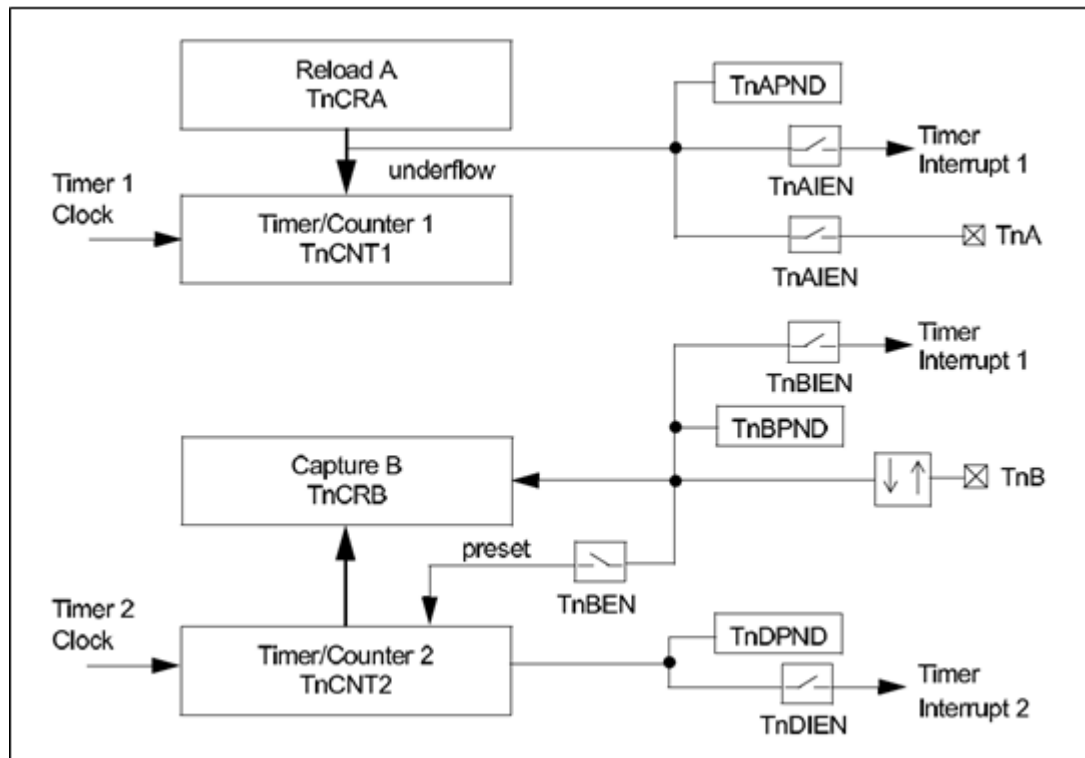 Reload A
TnCRA
TnAPND
underflow
Timer
Interrupt 1
TnAIEN
Timer 1
Clock
Timer/Counter 1
TnCNT1
TnA
TnAIEN
Timer
Interrupt 1
TnBIEN
TnBPND
Capture B
TnCRB
TnB
preset
TnBEN
Timer 2
Clock
Timer/Counter 2
TnCNT2
TnDPND
Timer
Interrupt 2
TnDIEN